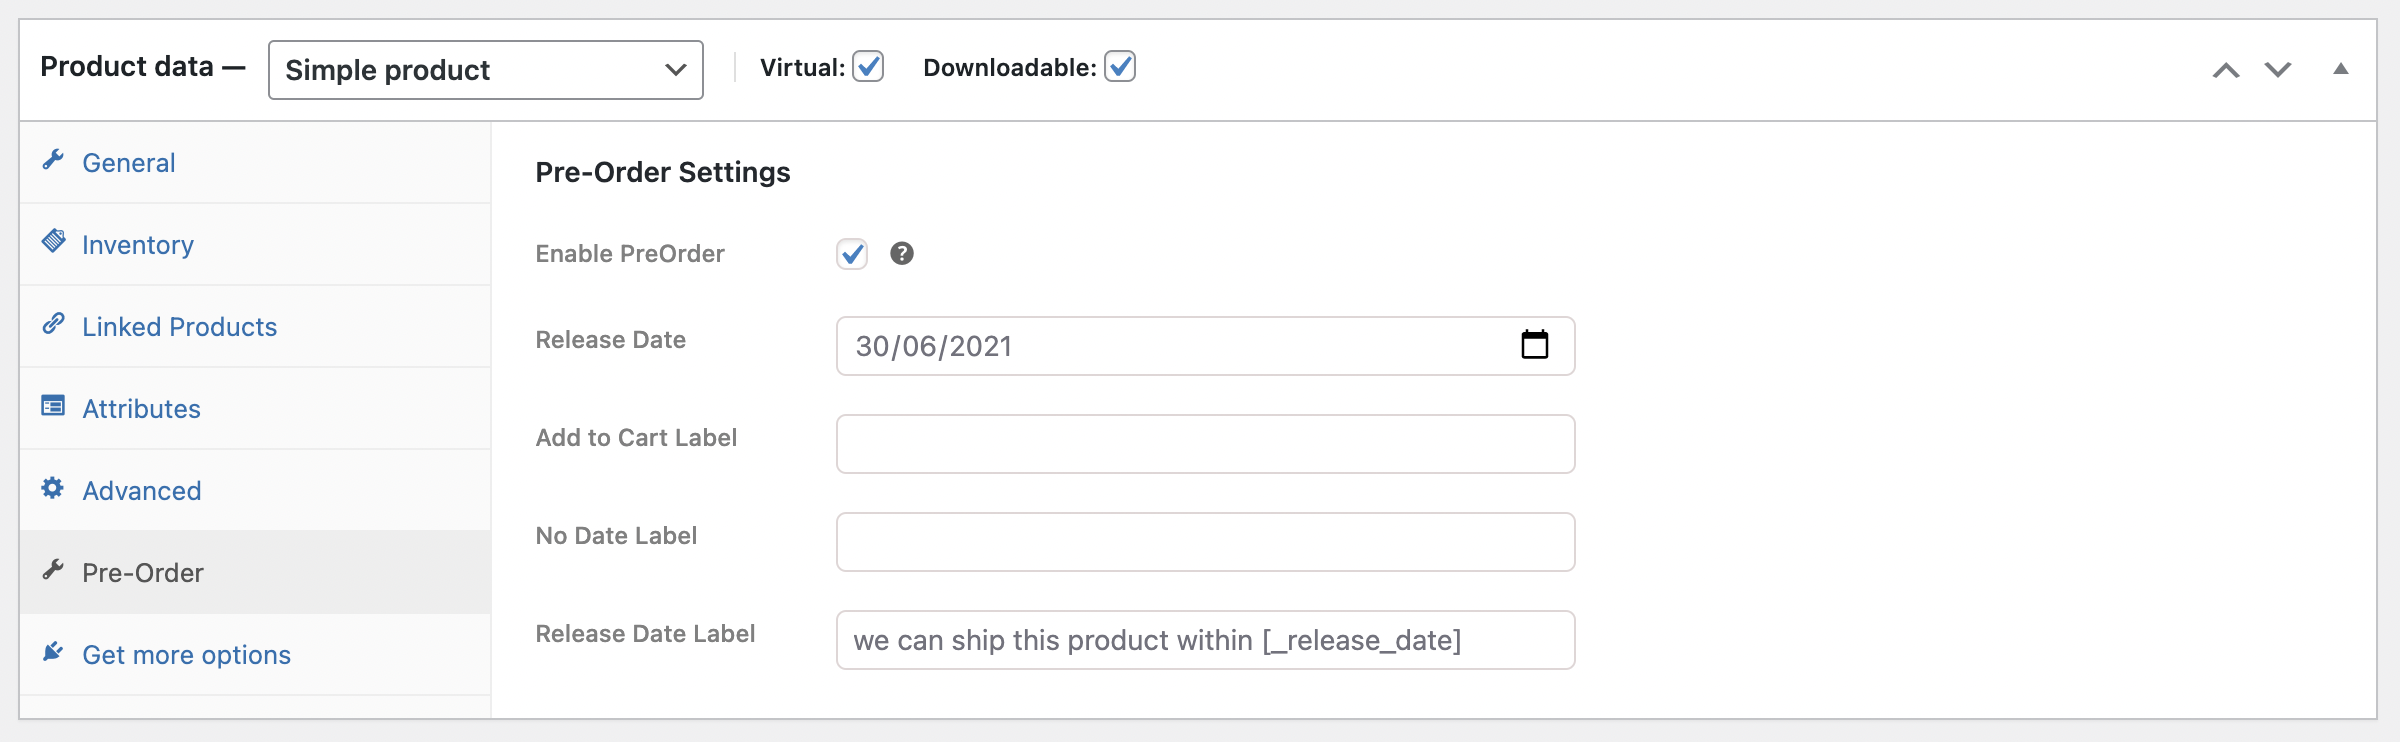 Product data — Simple product Virtual: Downloadable:
General
Inventory
Linked Products
Attributes
Advanced
Pre-Order
Get more options
Pre-Order Settings
Enable PreOrder ?
Release Date 30/06/2021
Add to Cart Label
No Date Label
Release Date Label we can ship this product within [_release_date]